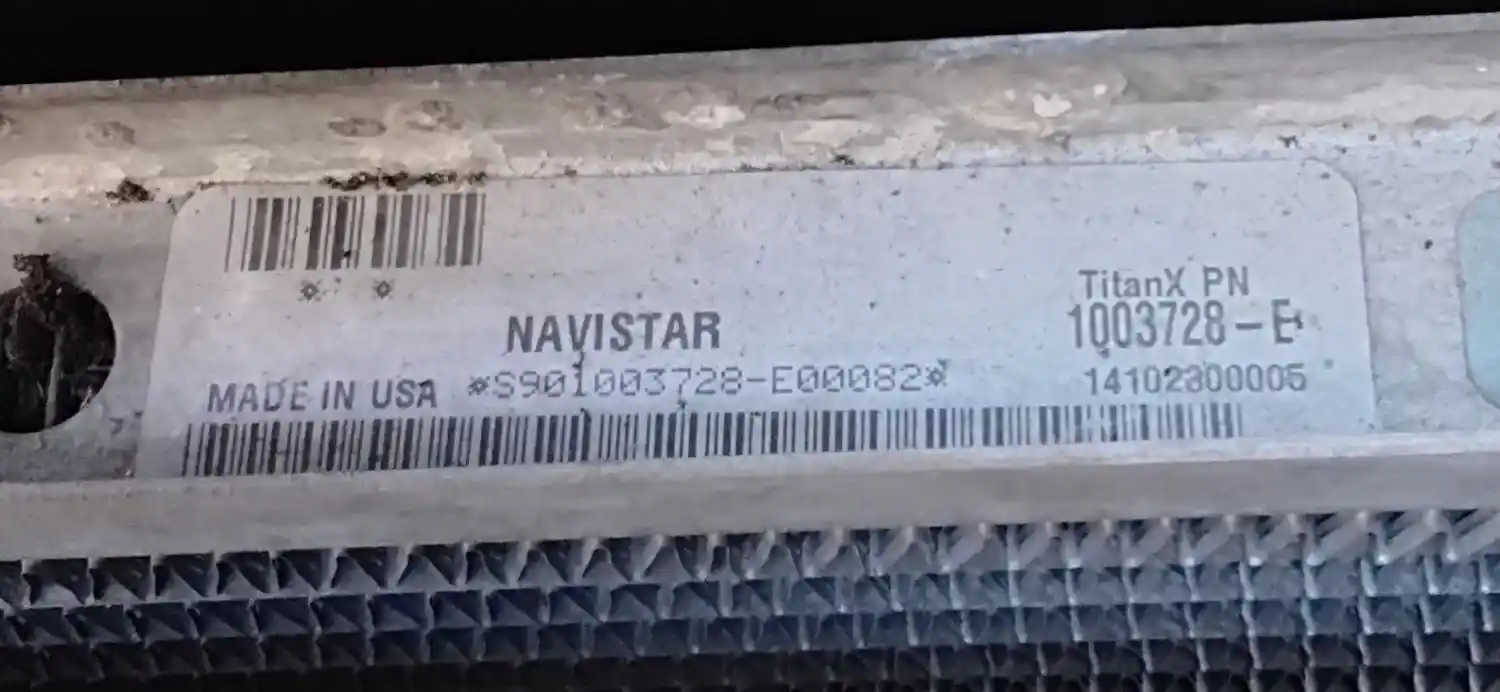 * *
TitanX PN
NAVISTAR
1003728-E
MADE IN USA *S901003728-E00082*
14102300005